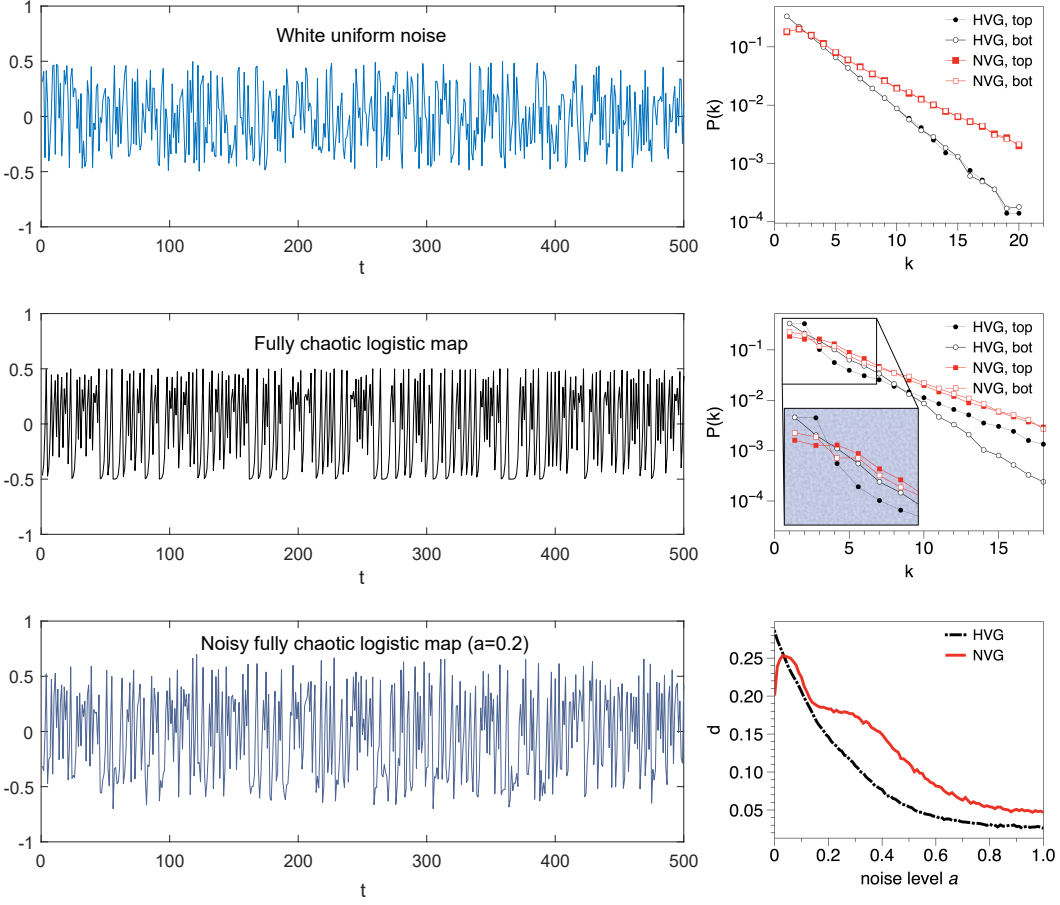 White uniform noise
1
0.5
0
-0.5
-1
0
100
200
300
400
500
t
HVG, top
HVG, bot
NVG, top
NVG, bot
10⁻¹
10⁻²
10⁻³
10⁻⁴
P(k)
0
5
10
15
20
k
Fully chaotic logistic map
1
0.5
0
-0.5
-1
0
100
200
300
400
500
t
HVG, top
HVG, bot
NVG, top
NVG, bot
10⁻¹
10⁻²
10⁻³
10⁻⁴
P(k)
0
5
10
15
k
Noisy fully chaotic logistic map (a=0.2)
1
0.5
0
-0.5
-1
0
100
200
300
400
500
t
HVG
NVG
0.25
0.20
0.15
0.10
0.05
d
0
0.2
0.4
0.6
0.8
1.0
noise level a